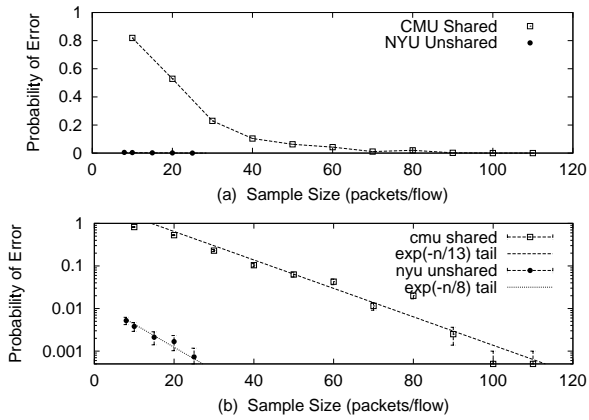 Probability of Error
1
0.8
0.6
0.4
0.2
0
CMU Shared
NYU Unshared
0 20 40 60 80 100 120
(a) Sample Size (packets/flow)
Probability of Error
1
0.1
0.01
0.001
cmu shared
exp(-n/13) tail
nyu unshared
exp(-n/8) tail
0 20 40 60 80 100 120
(b) Sample Size (packets/flow)